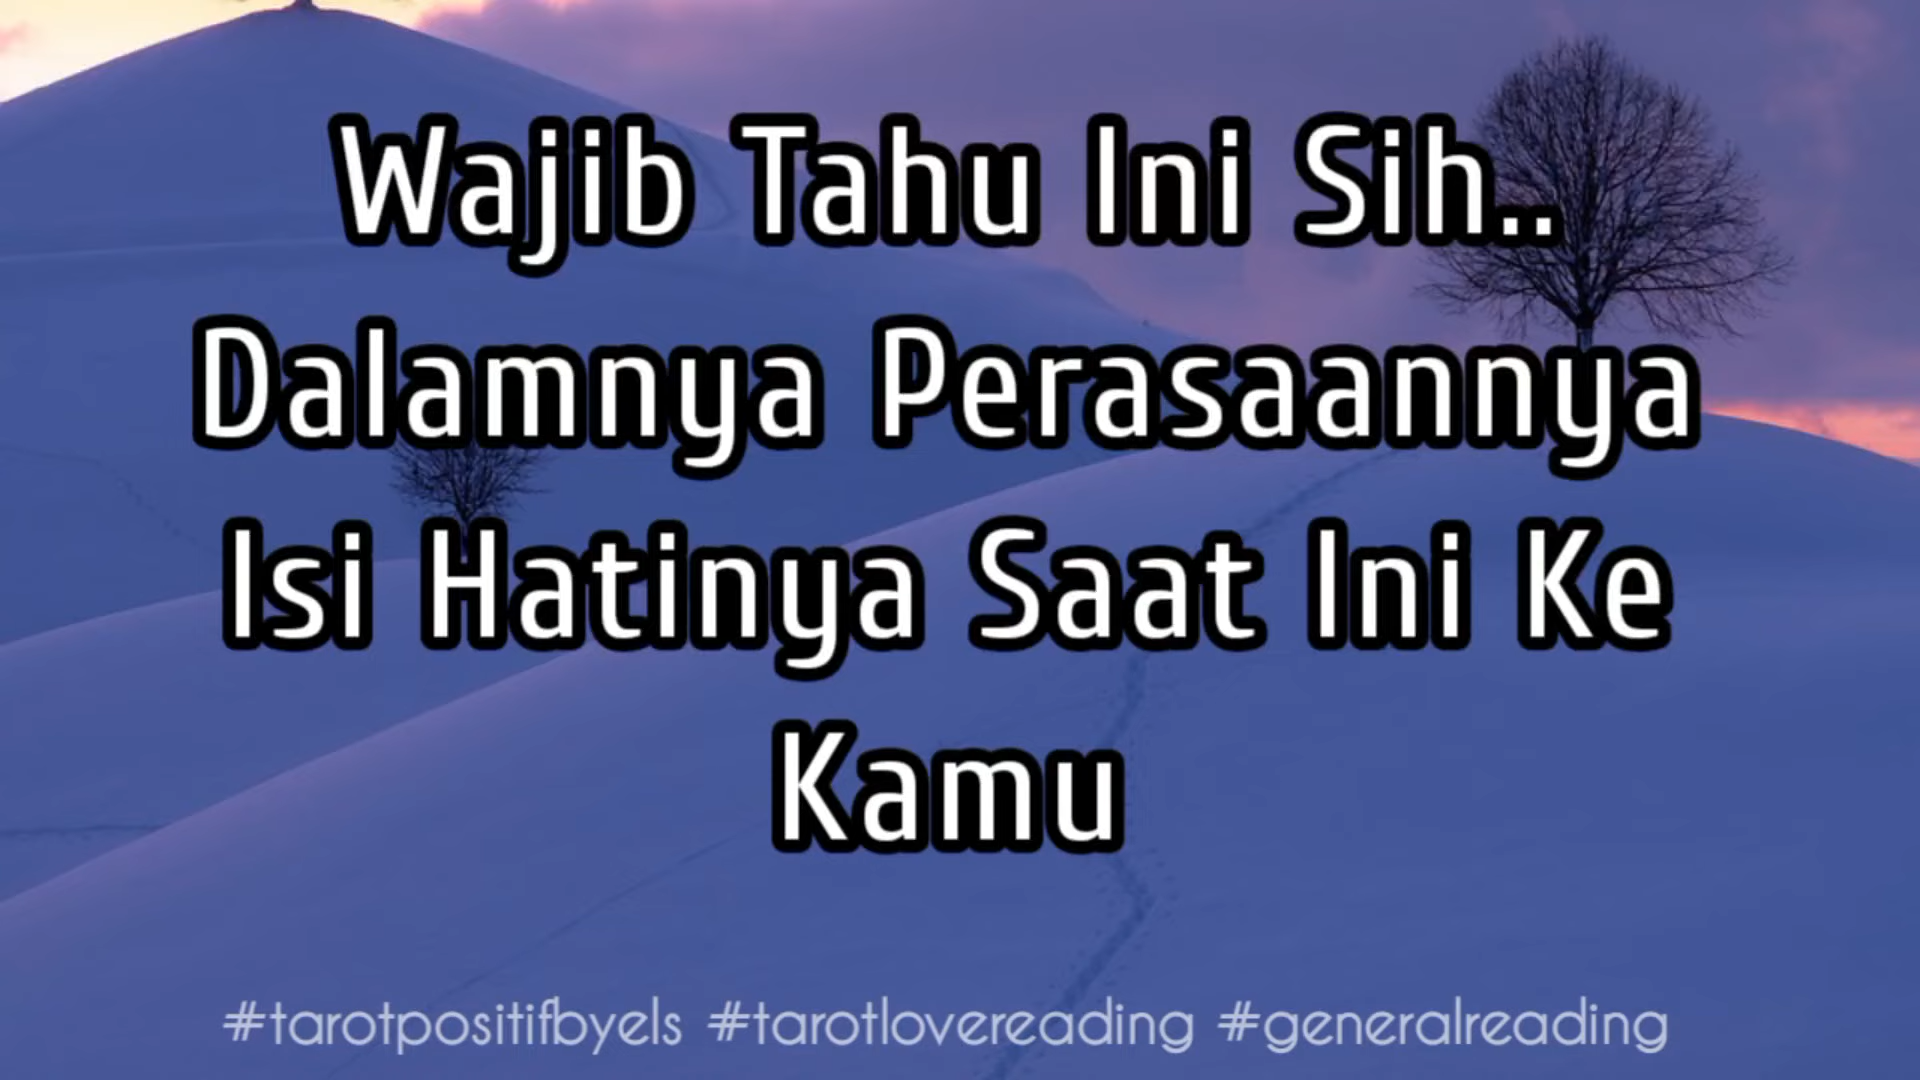 Wajib Tahu Ini Sih..
Dalamnya Perasaannya
Isi Hatinya Saat Ini Ke
Kamu
#tarotpositifbyels #tarotlovereading #generalreading